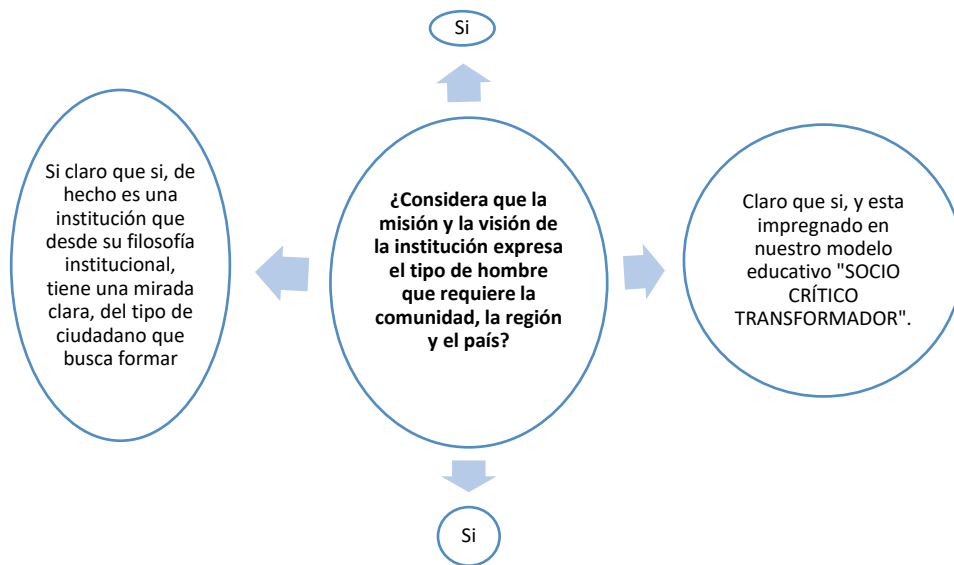 Si
Si claro que si, de
hecho es una
institución que
desde su filosofía
institucional,
tiene una mirada
clara, del tipo de
ciudadano que
busca formar
¿Considera que la
misión y la visión de
la institución expresa
el tipo de hombre
que requiere la
comunidad, la región
y el país?
Claro que si, y esta
impregnado en
nuestro modelo
educativo "SOCIO
CRÍTICO
TRANSFORMADOR".
Si